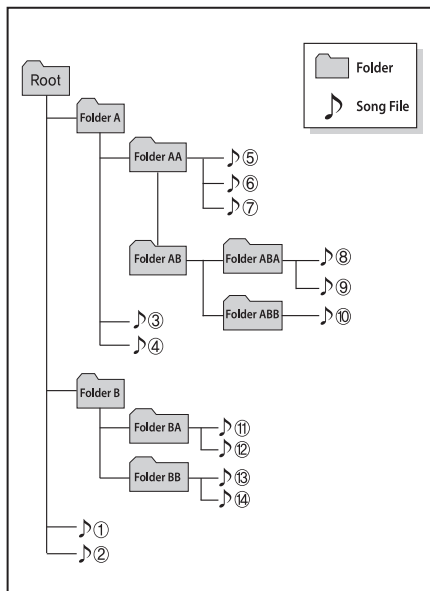 Root
Folder
Song File
Folder A
Folder AA
⑤
⑥
⑦
Folder AB
Folder ABA
⑧
⑨
Folder ABB
⑩
③
④
Folder B
Folder BA
⑪
⑫
Folder BB
⑬
⑭
①
②